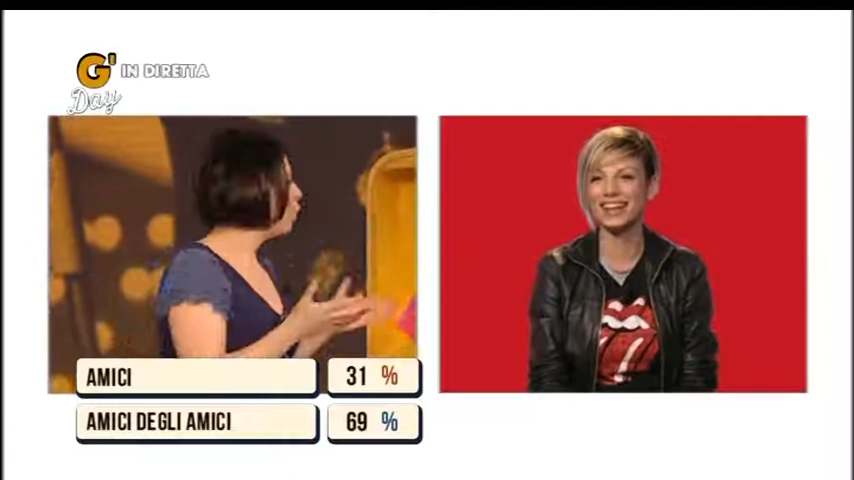 G' IN DIRETTA
Day
AMICI 31 %
AMICI DEGLI AMICI 69 %